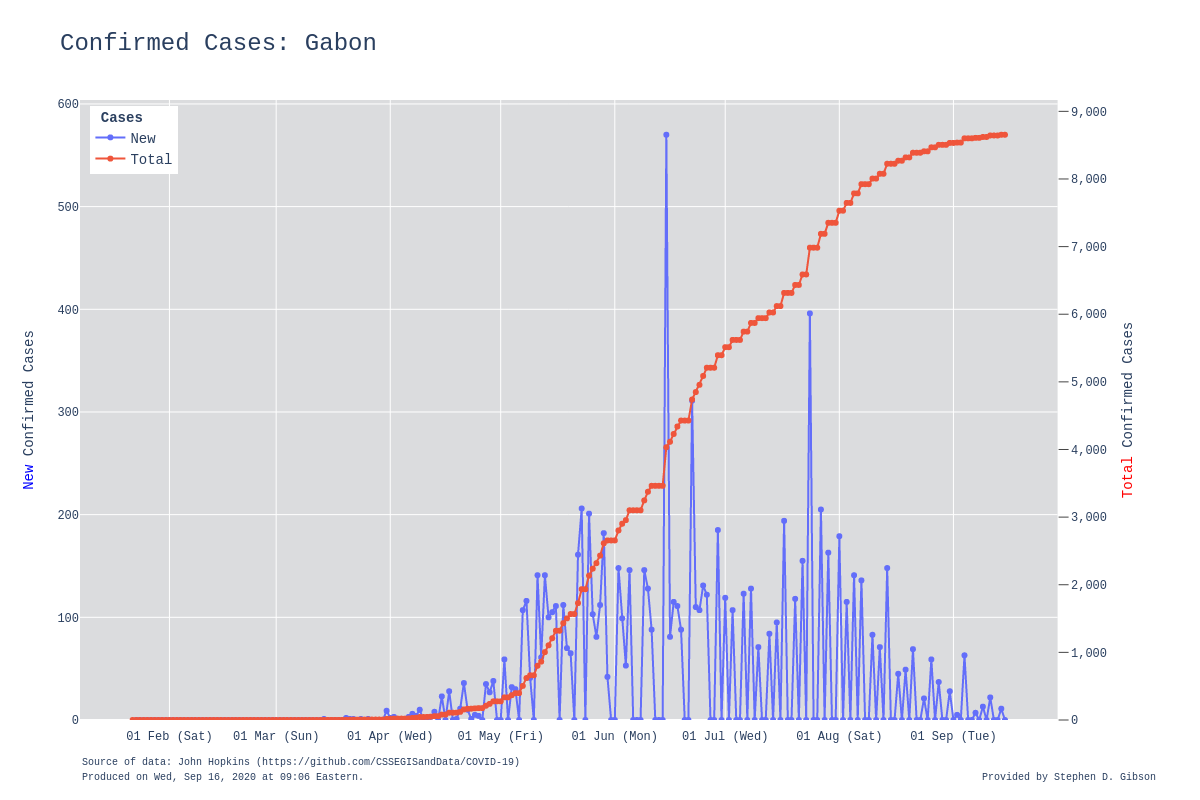 Confirmed Cases: Gabon
Cases
New
Total
600
500
400
300
200
100
0
9,000
8,000
7,000
6,000
5,000
4,000
3,000
2,000
1,000
0
New Confirmed Cases
Total Confirmed Cases
01 Feb (Sat) 01 Mar (Sun) 01 Apr (Wed) 01 May (Fri) 01 Jun (Mon) 01 Jul (Wed) 01 Aug (Sat) 01 Sep (Tue)
Source of data: John Hopkins (https://github.com/CSSEGISandData/COVID-19)
Produced on Wed, Sep 16, 2020 at 09:06 Eastern.
Provided by Stephen D. Gibson